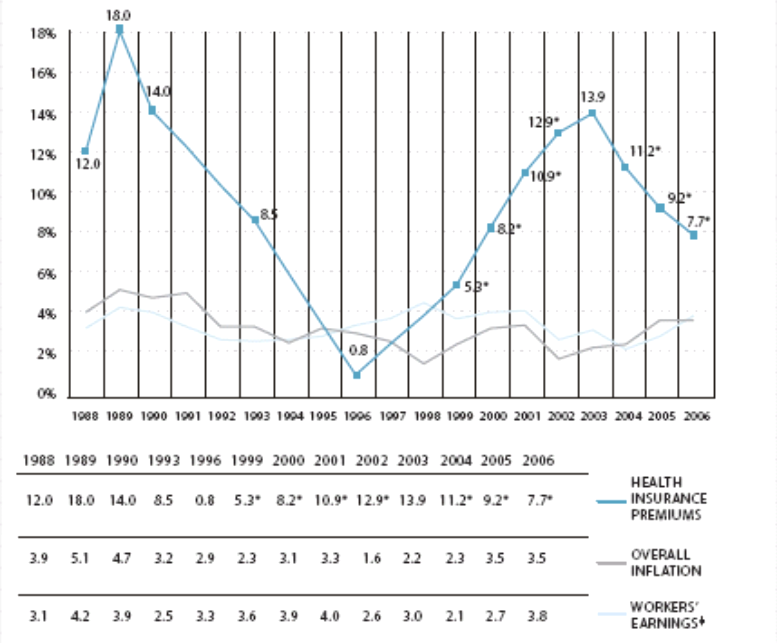 18.0
18%
16%
14.0
14%
13.9
12.9*
12%
12.0
11.2*
10.9*
10%
9.2*
8.5
8.2*
8%
7.7*
6%
5.3*
4%
2%
0.8
0%
1988 1989 1990 1991 1992 1993 1994 1995 1996 1997 1998 1999 2000 2001 2002 2003 2004 2005 2006
1988 1989 1990 1993 1996 1999 2000 2001 2002 2003 2004 2005 2006
12.0 18.0 14.0 8.5 0.8 5.3* 8.2* 10.9* 12.9* 13.9 11.2* 9.2* 7.7*
HEALTH
INSURANCE
PREMIUMS
3.9 5.1 4.7 3.2 2.9 2.3 3.1 3.3 1.6 2.2 2.3 3.5 3.5
OVERALL
INFLATION
3.1 4.2 3.9 2.5 3.3 3.6 3.9 4.0 2.6 3.0 2.1 2.7 3.8
WORKERS'
EARNINGS‡